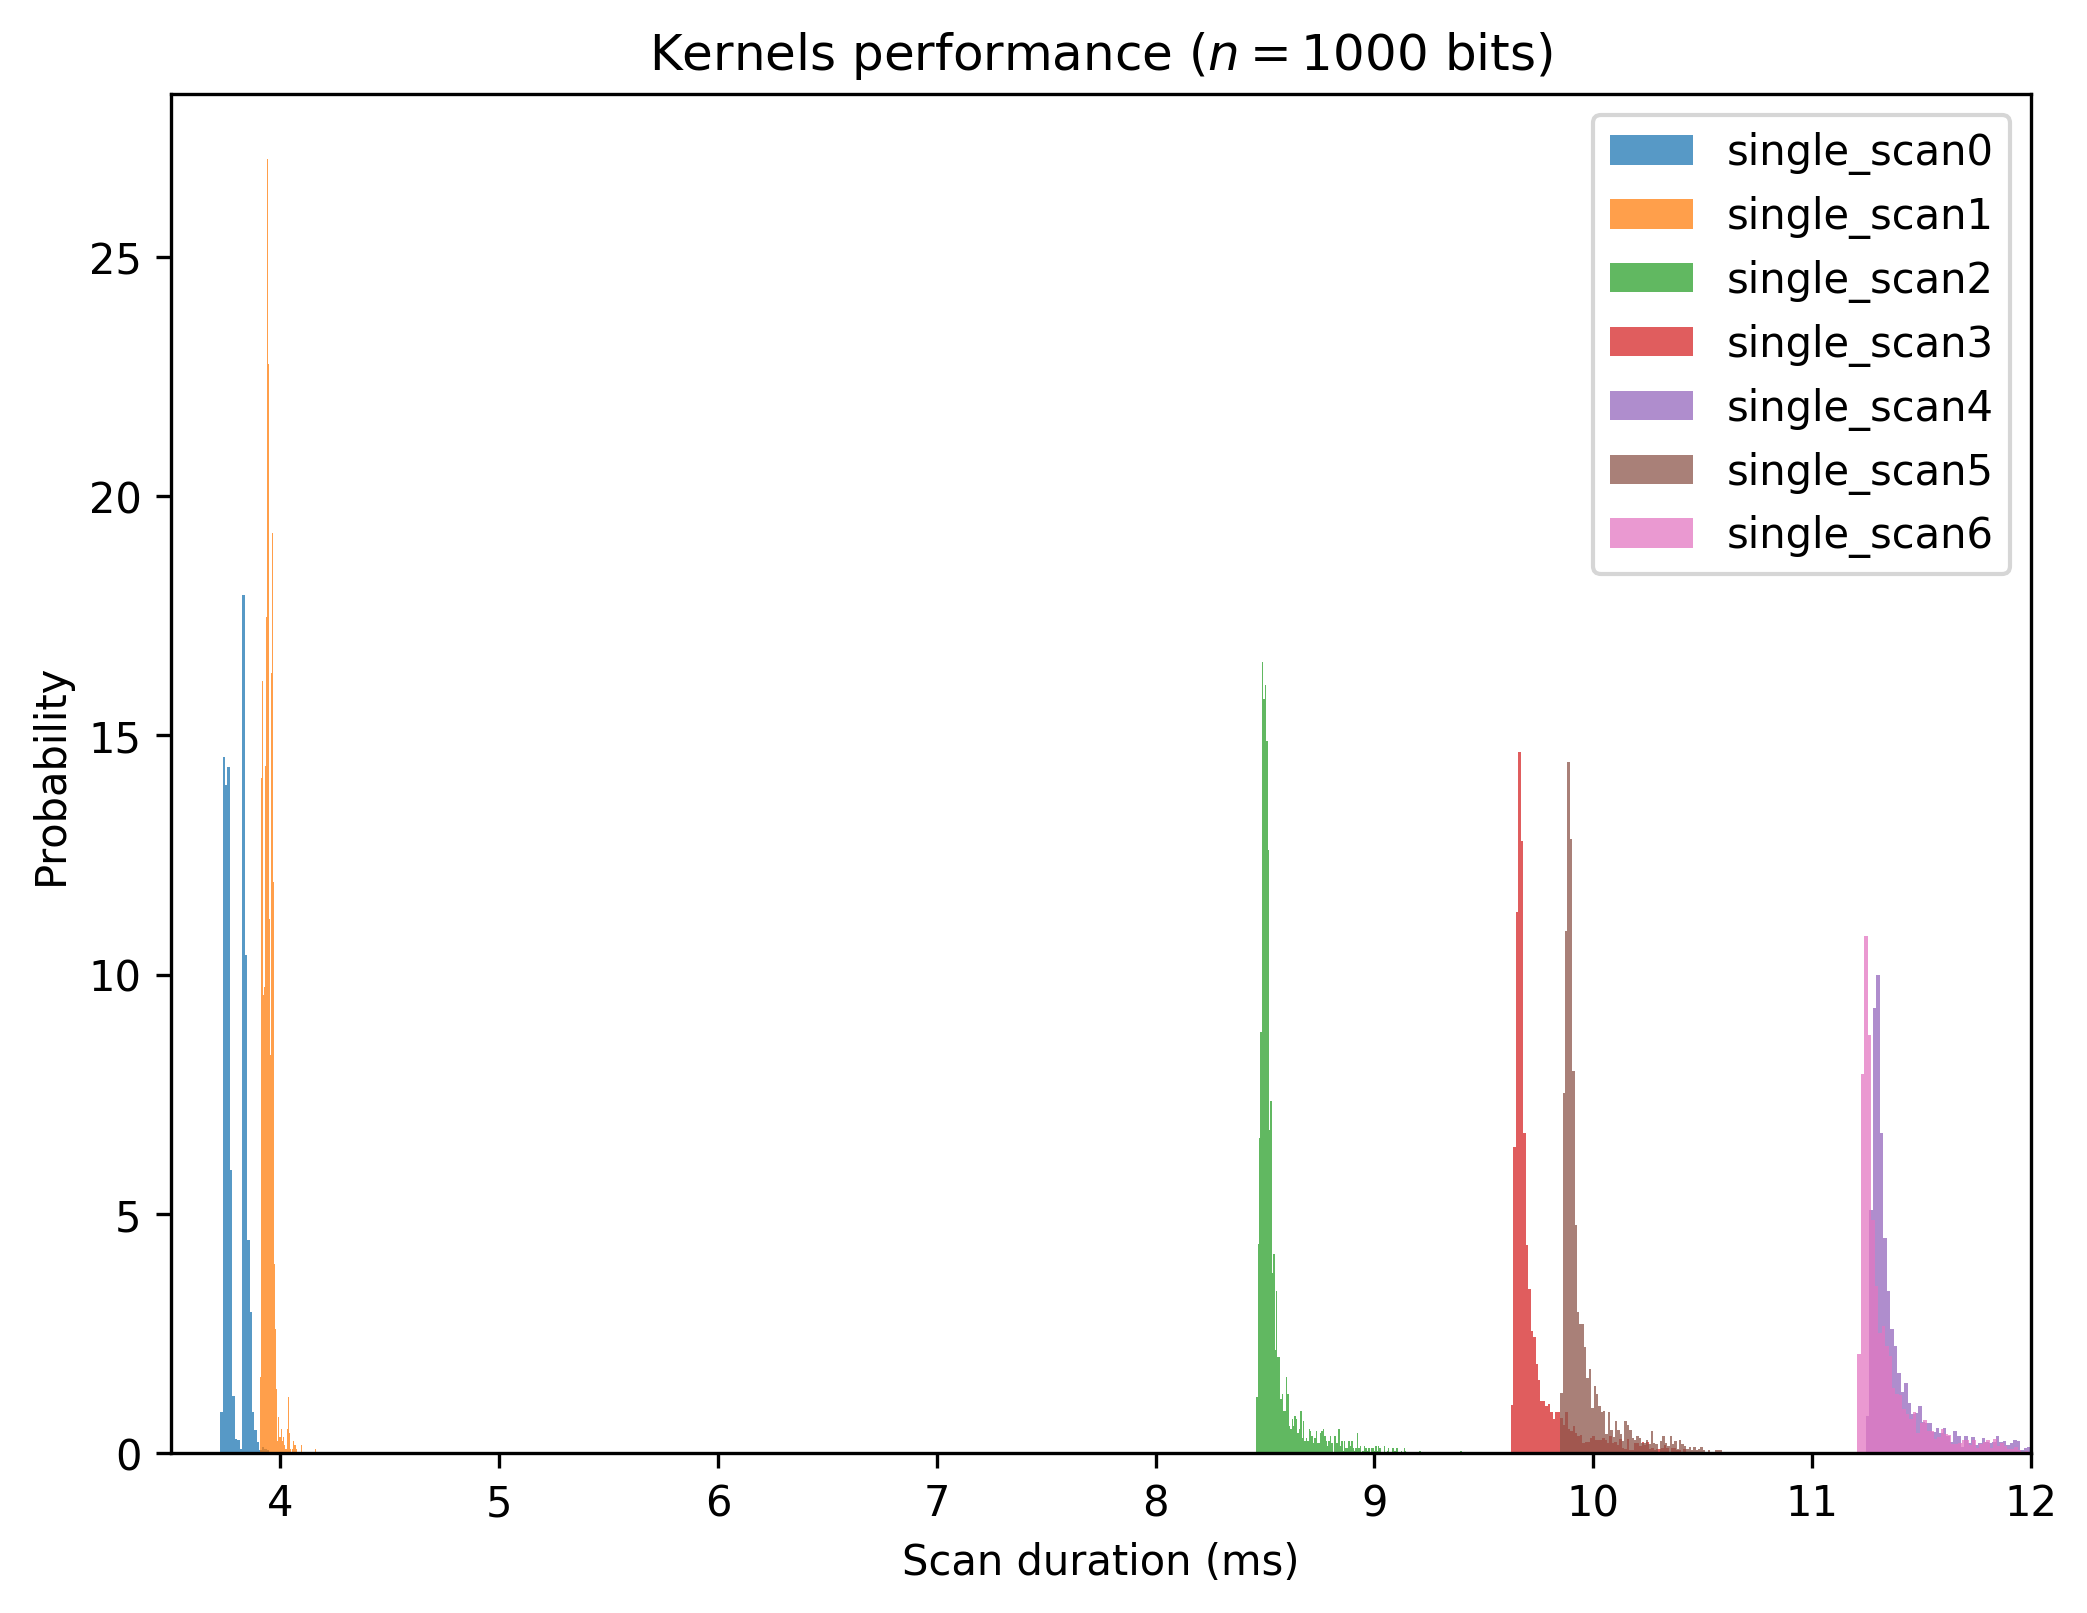 Kernels performance (n = 1000 bits)
single_scan0
single_scan1
single_scan2
single_scan3
single_scan4
single_scan5
single_scan6
25
20
15
10
5
0
Probability
4 5 6 7 8 9 10 11 12
Scan duration (ms)